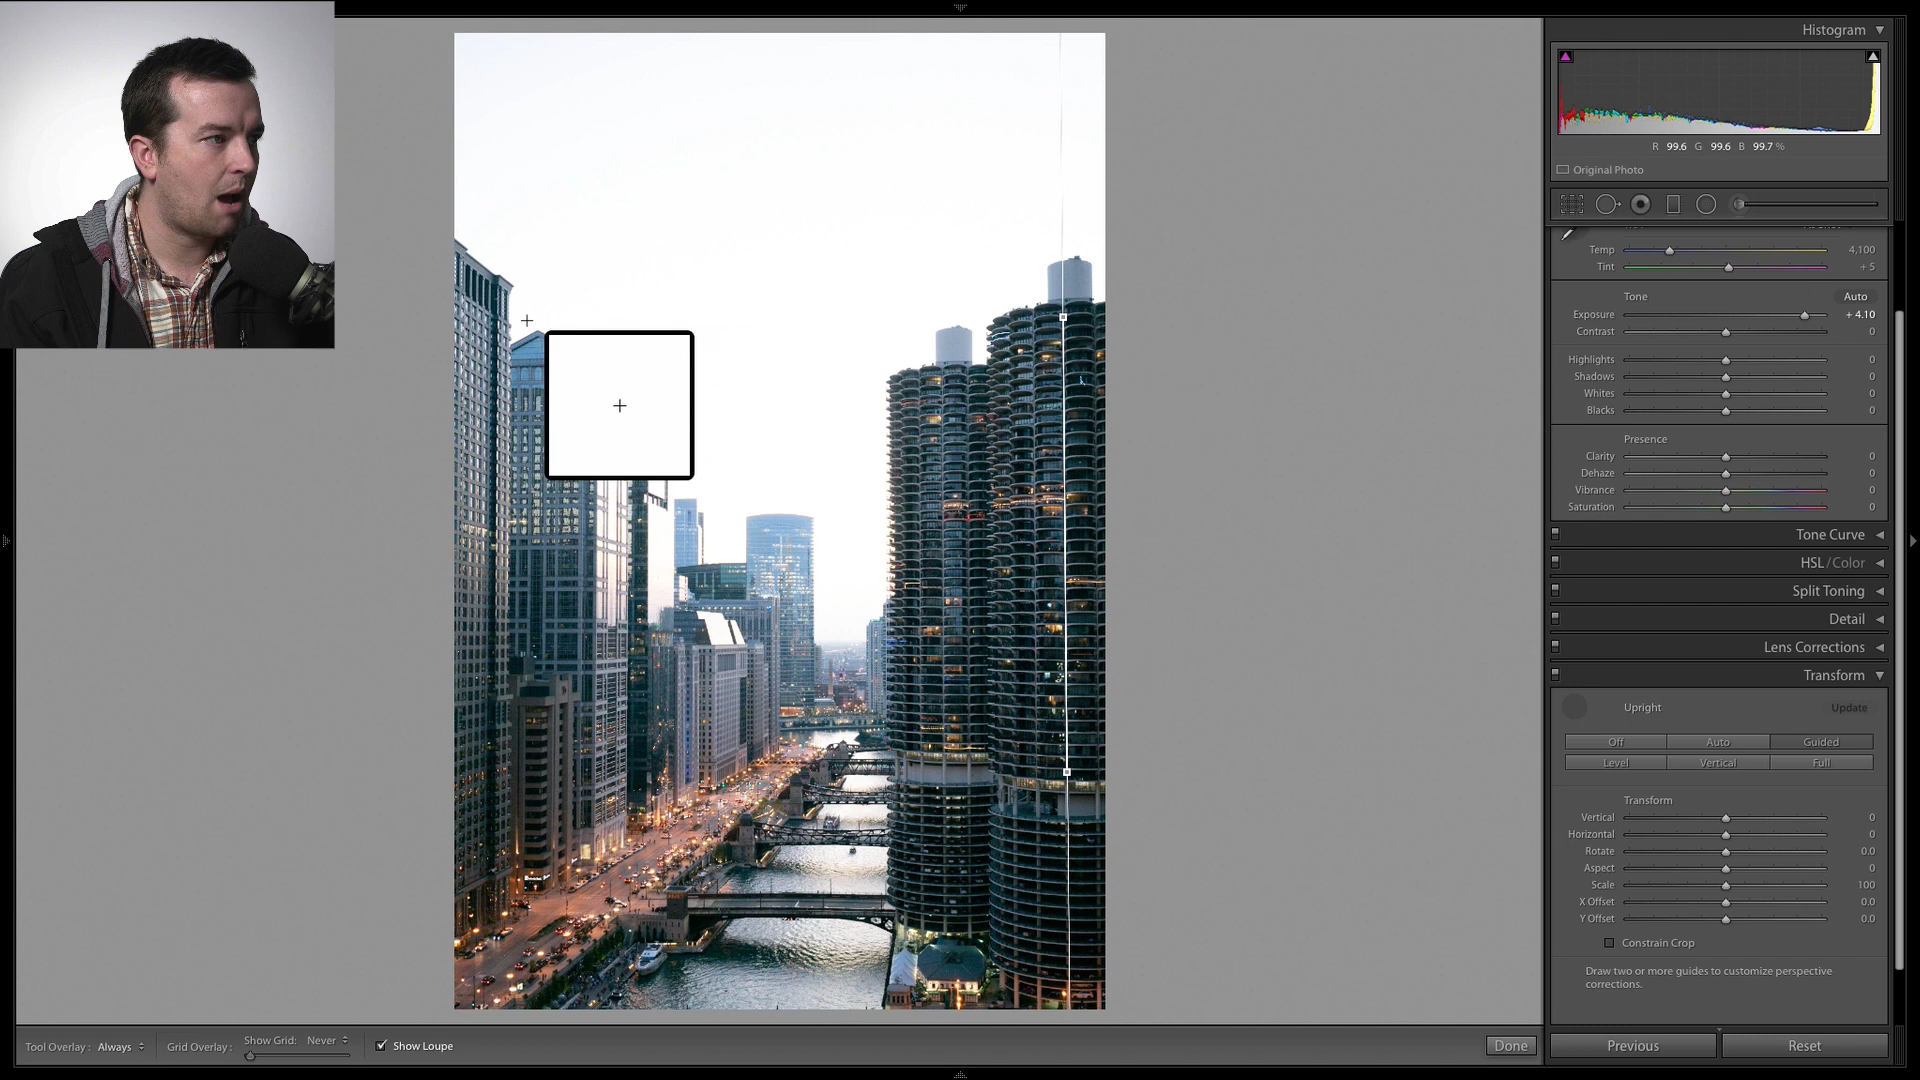 Histogram
R 99.6 G 99.6 B 99.7 %
Original Photo
Temp 4,100
Tint + 5
Tone Auto
Exposure + 4.10
Contrast 0
Highlights 0
Shadows 0
Whites 0
Blacks 0
Presence
Clarity 0
Dehaze 0
Vibrance 0
Saturation 0
Tone Curve
HSL / Color
Split Toning
Detail
Lens Corrections
Transform
Upright Update
Off Auto Guided
Level Vertical Full
Transform
Vertical 0
Horizontal 0
Rotate 0.0
Aspect 0
Scale 100
X Offset 0.0
Y Offset 0.0
Constrain Crop
Draw two or more guides to customize perspective
corrections.
Tool Overlay : Always Grid Overlay : Show Grid: Never Show Loupe Done
Previous Reset